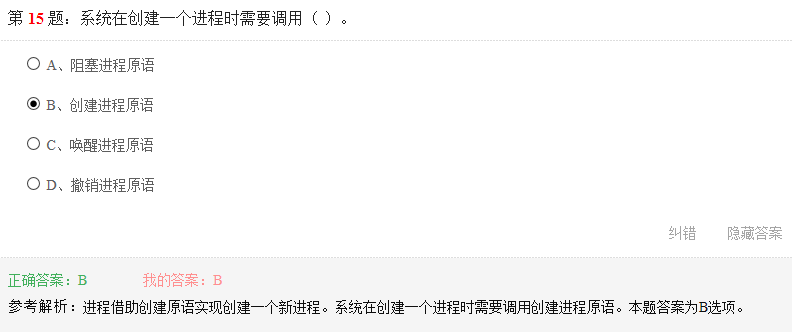 第 15 题：系统在创建一个进程时需要调用（ ）。
A、阻塞进程原语
B、创建进程原语
C、唤醒进程原语
D、撤销进程原语
纠错 隐藏答案
正确答案：B 我的答案：B
参考解析：进程借助创建原语实现创建一个新进程。系统在创建一个进程时需要调用创建进程原语。本题答案为B选项。